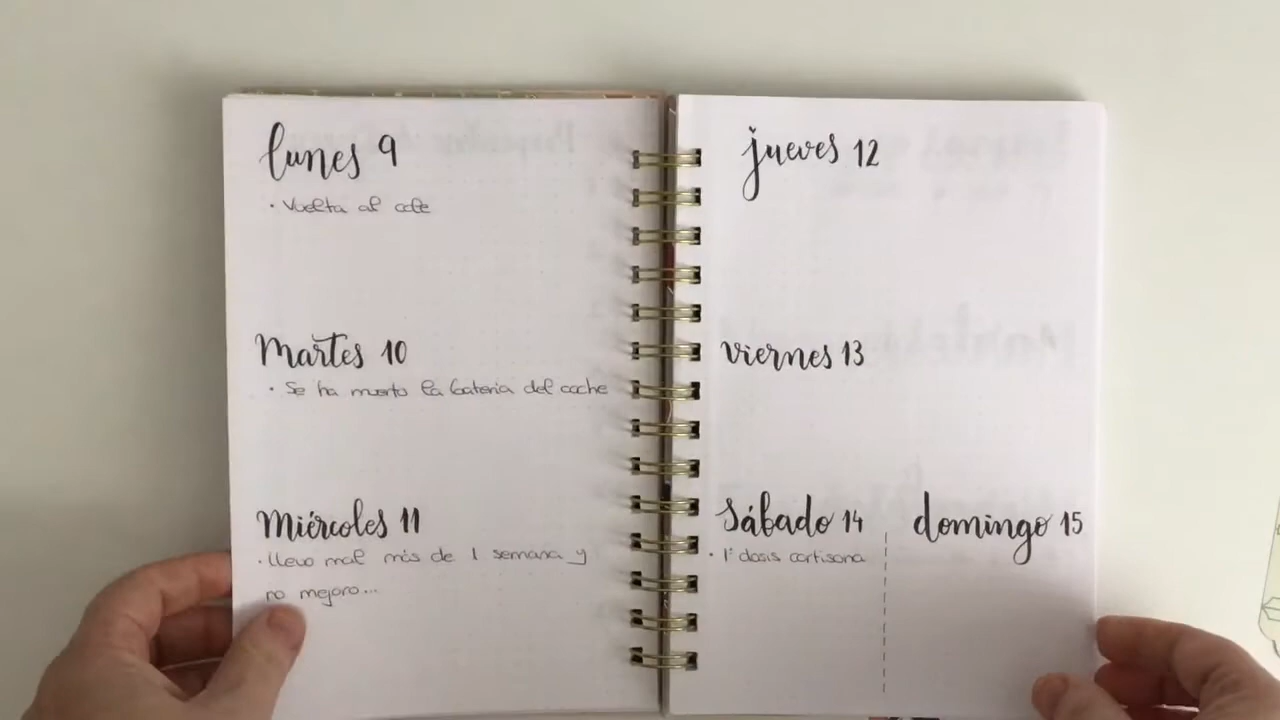 lunes 9
· Vuelta al cole
Martes 10
· Se ha muerto la bateria del coche
Miércoles 11
· Llevo mal más de 1 semana y
no mejoro...
jueves 12
viernes 13
Sábado 14
· 1ª dosis cortisona
domingo 15